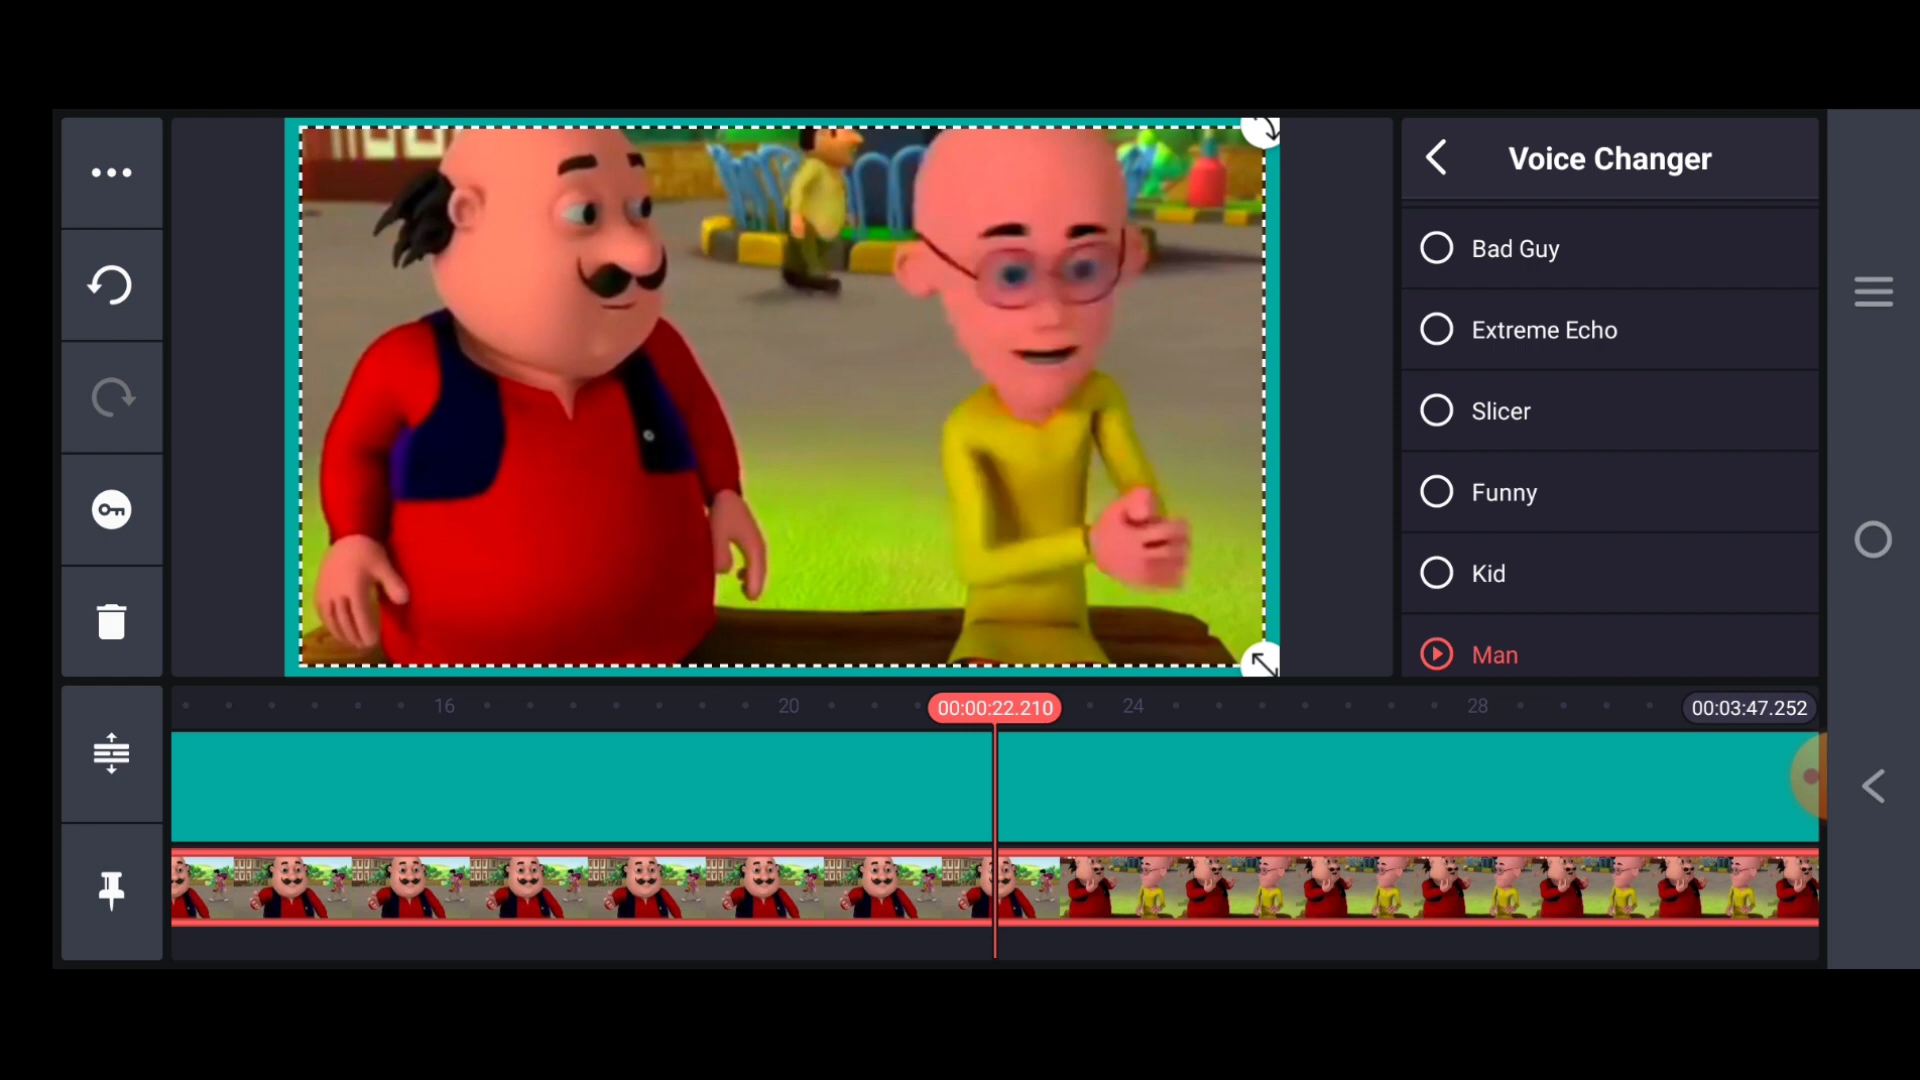 Voice Changer
Bad Guy
Extreme Echo
Slicer
Funny
Kid
Man
16
20
00:00:22.210
24
28
00:03:47.252